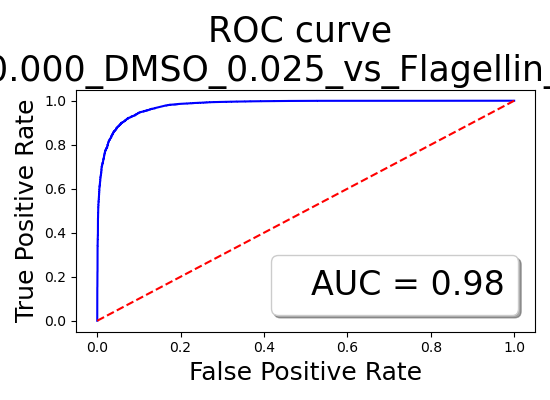 ROC curve
0.000_DMSO_0.025_vs_Flagellin_
True Positive Rate
1.0
0.8
0.6
0.4
0.2
0.0
AUC = 0.98
0.0 0.2 0.4 0.6 0.8 1.0
False Positive Rate